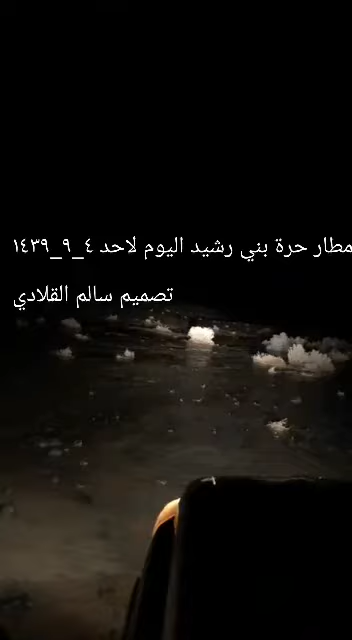 مطار حرة بني رشيد اليوم لاحد ٤_٩_١٤٣٩
تصميم سالم القلادي